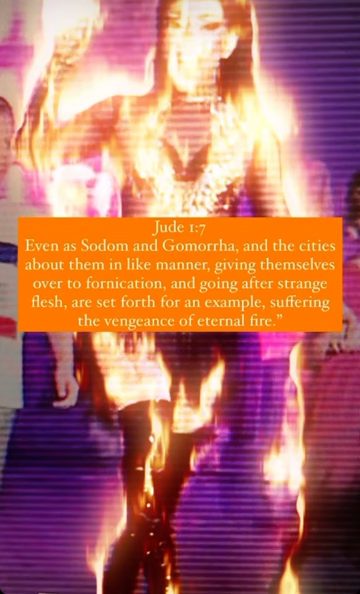 Jude 1:7
Even as Sodom and Gomorrha, and the cities
about them in like manner, giving themselves
over to fornication, and going after strange
flesh, are set forth for an example, suffering
the vengeance of eternal fire.”